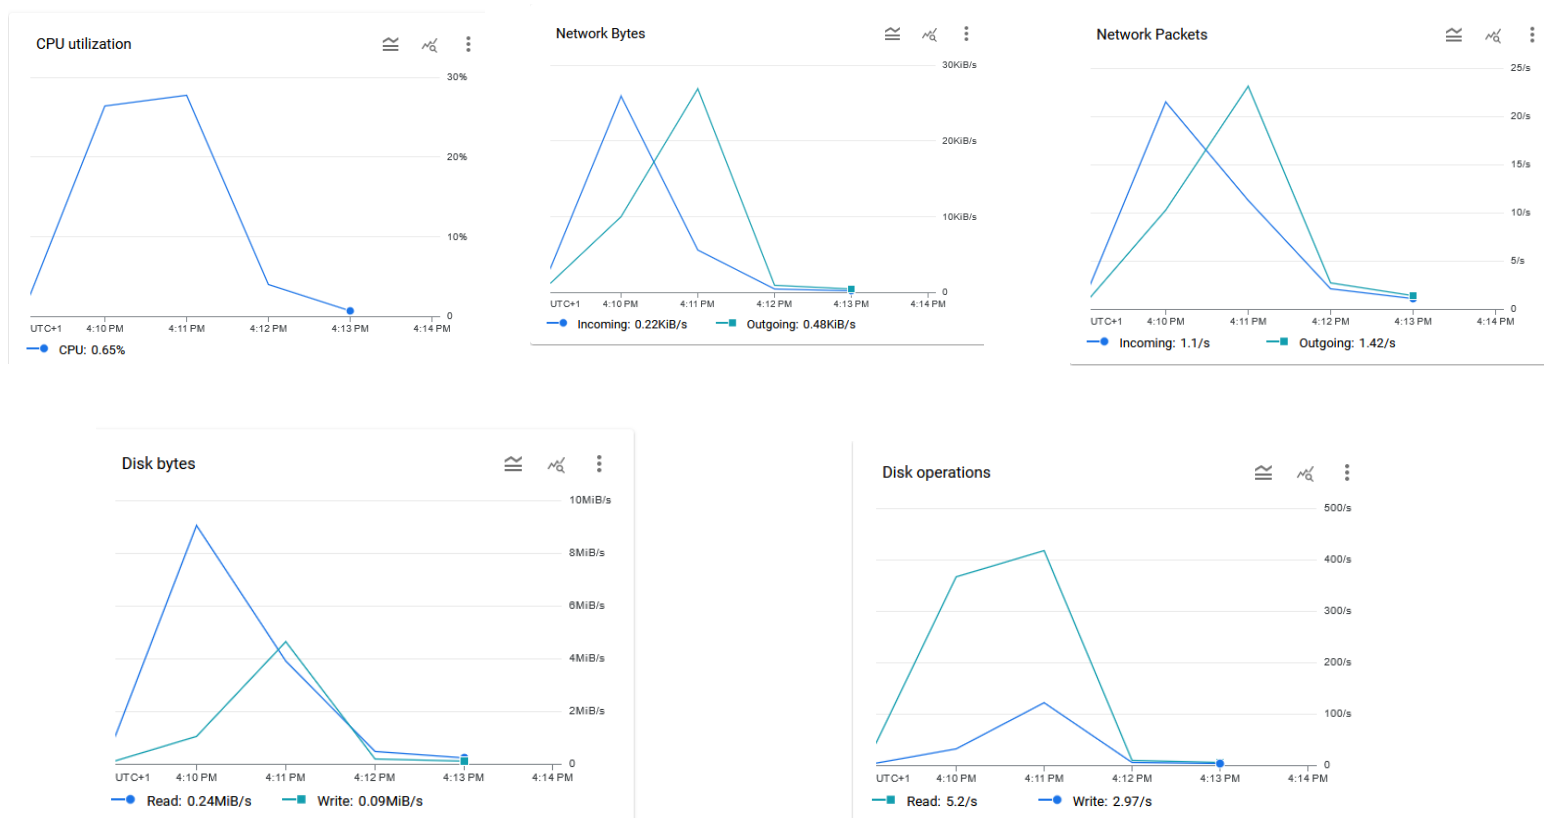 CPU utilization
30%
20%
10%
0
UTC+1 4:10 PM 4:11 PM 4:12 PM 4:13 PM 4:14 PM
CPU: 0.65%
Network Bytes
30KiB/s
20KiB/s
10KiB/s
0
UTC+1 4:10 PM 4:11 PM 4:12 PM 4:13 PM 4:14 PM
Incoming: 0.22KiB/s Outgoing: 0.48KiB/s
Network Packets
25/s
20/s
15/s
10/s
5/s
0
UTC+1 4:10 PM 4:11 PM 4:12 PM 4:13 PM 4:14 PM
Incoming: 1.1/s Outgoing: 1.42/s
Disk bytes
10MiB/s
8MiB/s
6MiB/s
4MiB/s
2MiB/s
0
UTC+1 4:10 PM 4:11 PM 4:12 PM 4:13 PM 4:14 PM
Read: 0.24MiB/s Write: 0.09MiB/s
Disk operations
500/s
400/s
300/s
200/s
100/s
0
UTC+1 4:10 PM 4:11 PM 4:12 PM 4:13 PM 4:14 PM
Read: 5.2/s Write: 2.97/s